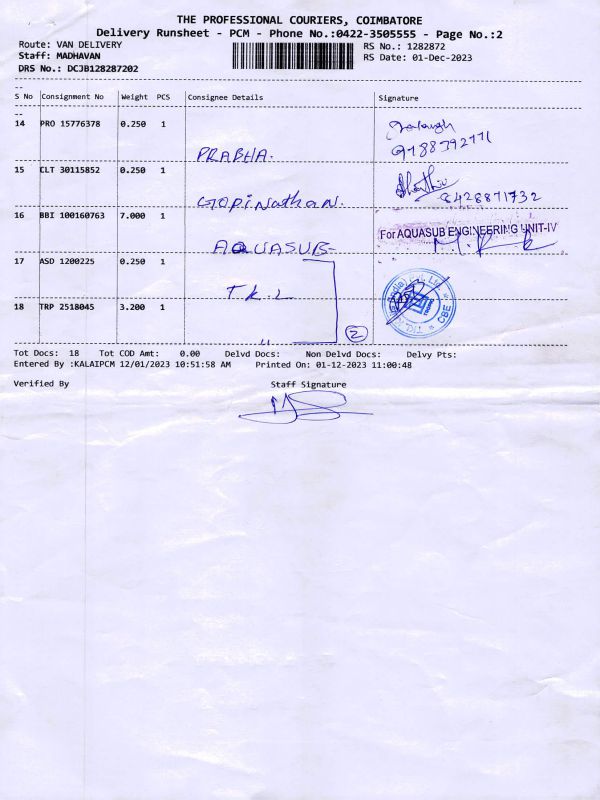 THE PROFESSIONAL COURIERS, COIMBATORE
Delivery Runsheet - PCM - Phone No.:0422-3505555 - Page No.:2
Route: VAN DELIVERY RS No.: 1282872
Staff: MADHAVAN RS Date: 01-Dec-2023
DRS No.: DCJB128287202
--
S No Consignment No Weight PCS Consignee Details Signature
--
14 PRO 15776378 0.250 1
PRABHA.
15 CLT 30115852 0.250 1
GOPiNathan. 8428871732
16 BBI 100160763 7.000 1 For AQUASUB ENGINEERING UNIT-IV
AQUASUB-
17 ASD 1200225 0.250 1
T.K.L
18 TRP 2518045 3.200 1
" 2
Tot Docs: 18 Tot COD Amt: 0.00 Delvd Docs: Non Delvd Docs: Delvy Pts:
Entered By :KALAIPCM 12/01/2023 10:51:58 AM Printed On: 01-12-2023 11:00:48
Verified By Staff Signature